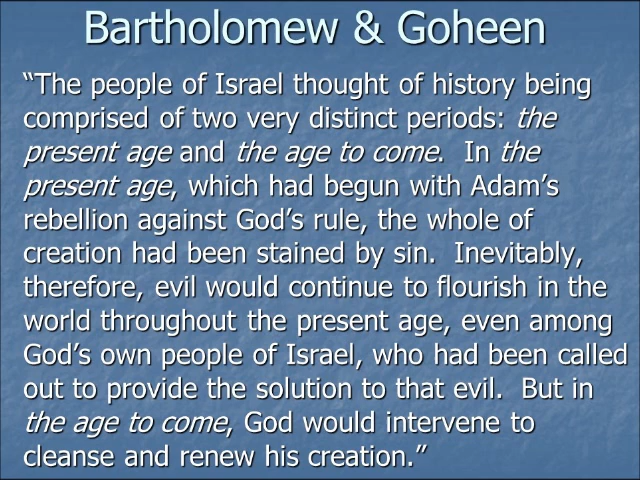 Bartholomew & Goheen
“The people of Israel thought of history being
comprised of two very distinct periods: the
present age and the age to come.  In the
present age, which had begun with Adam’s
rebellion against God’s rule, the whole of
creation had been stained by sin.  Inevitably,
therefore, evil would continue to flourish in the
world throughout the present age, even among
God’s own people of Israel, who had been called
out to provide the solution to that evil.  But in
the age to come, God would intervene to
cleanse and renew his creation.”